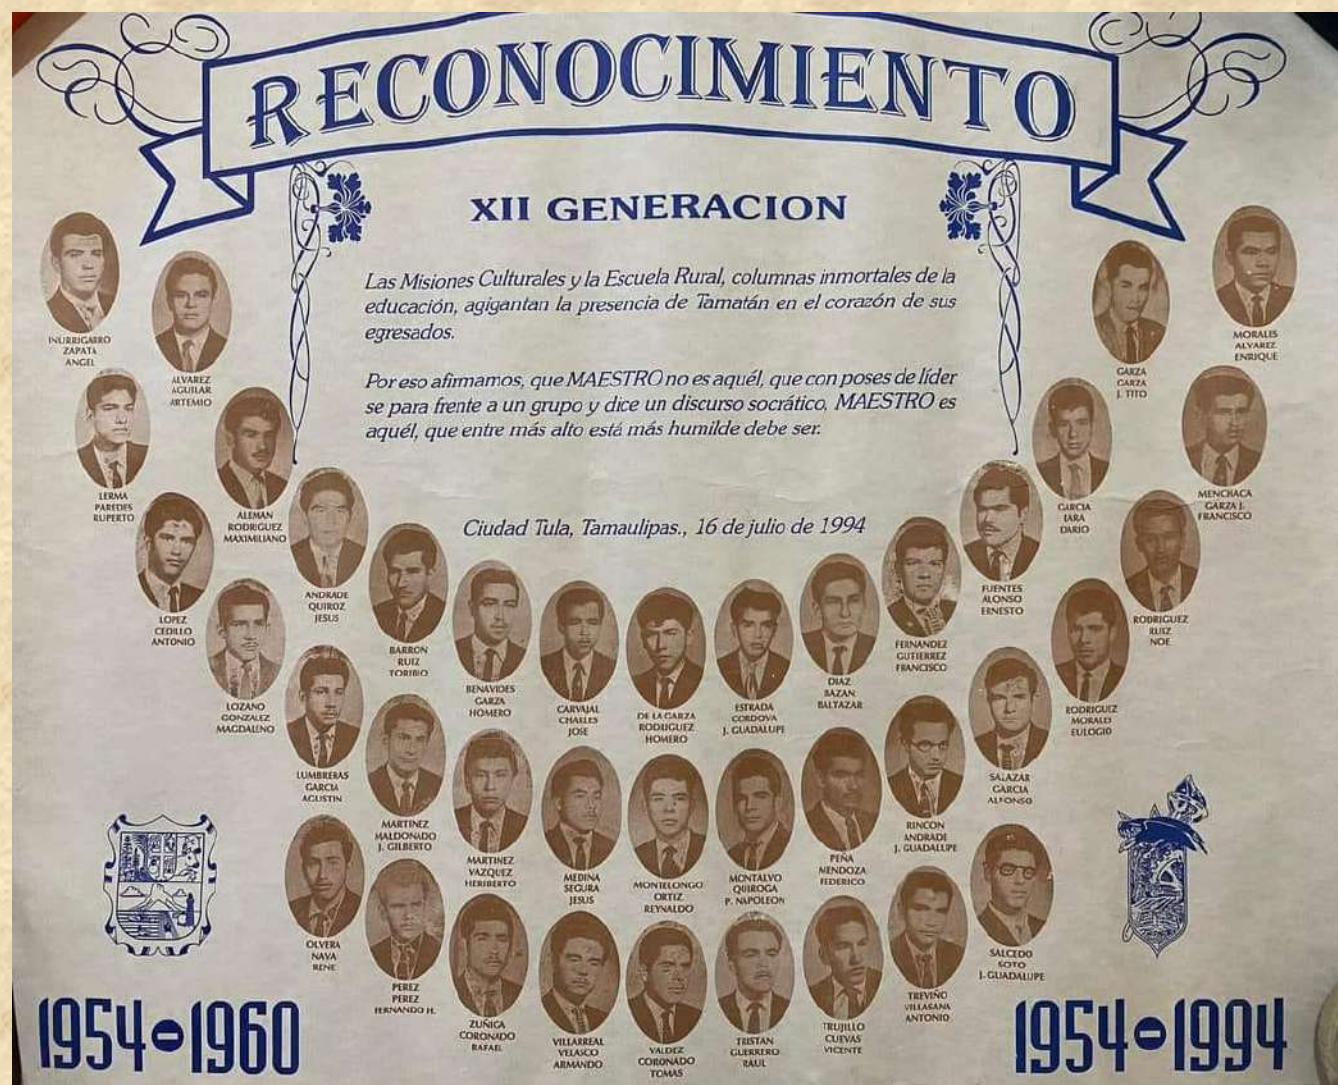 RECONOCIMIENTO
XII GENERACION
Las Misiones Culturales y la Escuela Rural, columnas inmortales de la
educación, agigantan la presencia de Tamatán en el corazón de sus
egresados.
Por eso afirmamos, que MAESTRO no es aquél, que con poses de líder
se para frente a un grupo y dice un discurso socrático, MAESTRO es
aquél, que entre más alto está más humilde debe ser.
Ciudad Tula, Tamaulipas., 16 de julio de 1994
INURRIGARRO
ZAPATA
ANGEL
ALVAREZ
AGUILAR
ARTEMIO
GARZA
GARZA
J. TITO
MORALES
ALVAREZ
ENRIQUE
LERMA
PAREDES
RUPERTO
ALEMAN
RODRIGUEZ
MAXIMILIANO
GARCIA
JARA
DARIO
MENCHACA
GARZA J.
FRANCISCO
LOPEZ
CEDILLO
ANTONIO
ANDRADE
QUIROZ
JESUS
BARRON
RUIZ
TORIBIO
BENAVIDES
GARZA
HOMERO
CARVAJAL
CHARLES
JOSE
DE LA GARZA
RODRIGUEZ
HOMERO
ESTRADA
CORDOVA
J. GUADALUPE
DIAZ
BAZAN
BALTAZAR
FERNANDEZ
GUTIERREZ
FRANCISCO
FUENTES
ALONSO
ERNESTO
RODRIGUEZ
RUIZ
NOE
LOZANO
GONZALEZ
MAGDALENO
LUMBRERAS
GARCIA
AGUSTIN
MARTINEZ
MALDONADO
J. GILBERTO
MARTINEZ
VAZQUEZ
HERIBERTO
MEDINA
SEGURA
JESUS
MONTELONGO
ORTIZ
REYNALDO
MONTALVO
QUIROGA
P. NAPOLEON
PEÑA
MENDOZA
FEDERICO
RINCON
ANDRADE
J. GUADALUPE
SALAZAR
GARCIA
ALFONSO
RODRIGUEZ
MORALES
EULOGIO
OLVERA
NAVA
RENE
PEREZ
PEREZ
FERNANDO H.
ZUÑIGA
CORONADO
RAFAEL
VILLARREAL
VELASCO
ARMANDO
VALDEZ
CORONADO
TOMAS
TRISTAN
GUERRERO
RAUL
TRUJILLO
CUEVAS
VICENTE
TREVIÑO
VILLASANA
ANTONIO
SALCEDO
SOTO
J. GUADALUPE
1954-1960
1954-1994